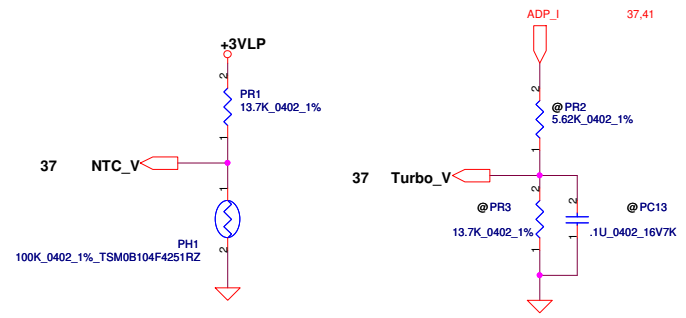 ADP_I 37,41
+3VLP
2
PR1
13.7K_0402_1%
1
37 NTC_V
1
PH1
2
100K_0402_1%_TSM0B104F4251RZ
2
@PR2
5.62K_0402_1%
1
37 Turbo_V
2
@PR3
13.7K_0402_1%
1
2
@PC13
1
.1U_0402_16V7K